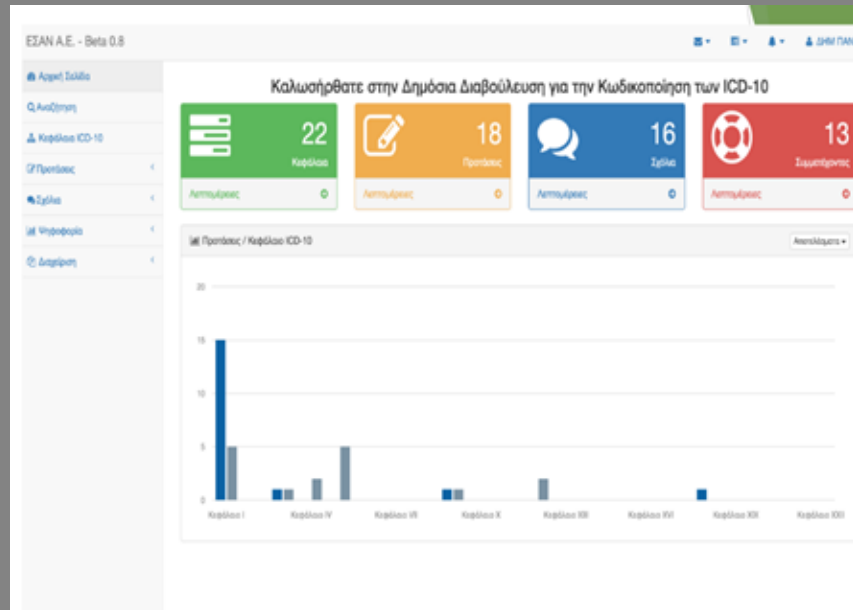 ΕΣΑΝ Α.Ε. - Beta 0.8
ΔΗΜ ΠΑΝ
Αρχική Σελίδα
Αναζήτηση
Κεφάλαια ICD-10
Προτάσεις
Σχόλια
Ψηφοφορία
Διαχείριση
Καλωσήρθατε στην Δημόσια Διαβούλευση για την Κωδικοποίηση των ICD-10
22
Κεφάλαια
Λεπτομέρειες
18
Προτάσεις
Λεπτομέρειες
16
Σχόλια
Λεπτομέρειες
13
Συμμετέχοντες
Λεπτομέρειες
Προτάσεις / Κεφάλαιο ICD-10
Αποτελέσματα
20
15
10
5
0
Κεφάλαιο I
Κεφάλαιο IV
Κεφάλαιο VII
Κεφάλαιο X
Κεφάλαιο XIII
Κεφάλαιο XVI
Κεφάλαιο XIX
Κεφάλαιο XXII